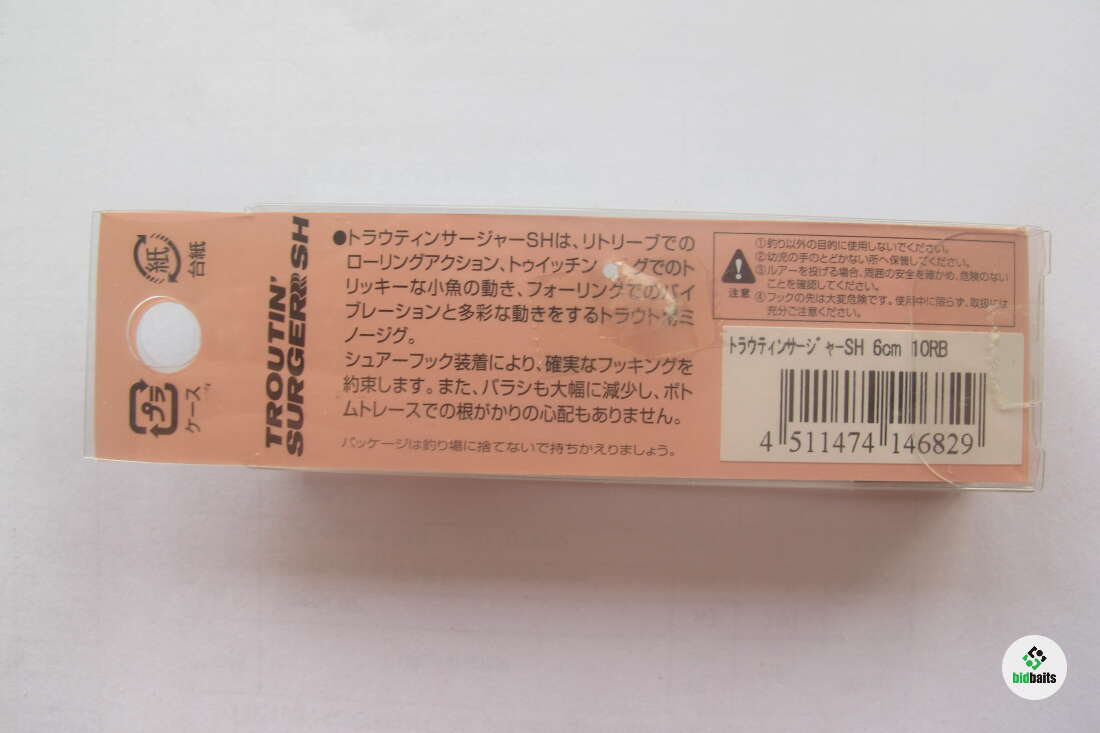 紙
台紙
プラ
ケース
TROUTIN'
SURGER SH
●トラウティンサージャーSHは、リトリーブでの
ローリングアクション、トゥイッチングでのト
リッキーな小魚の動き、フォーリングでのバイ
ブレーションと多彩な動きをするトラウト用ミ
ノージグ。
シュアーフック装着により、確実なフッキングを
約束します。また、バラシも大幅に減少し、ボト
ムトレースでの根がかりの心配もありません。
パッケージは釣り場に捨てないで持ちかえりましょう。
注意
①釣り以外の目的に使用しないでください。
②幼児の手のとどかない所へ保管してください。
③ルアーを投げる場合、周囲の安全を確かめ、危険のない
ことを確認してください。
④フックの先は大変危険です。使用中に限らず、取扱には
充分ご注意ください。
トラウティンサージャーSH 6cm 10RB
4 511474 146829
bidbaits